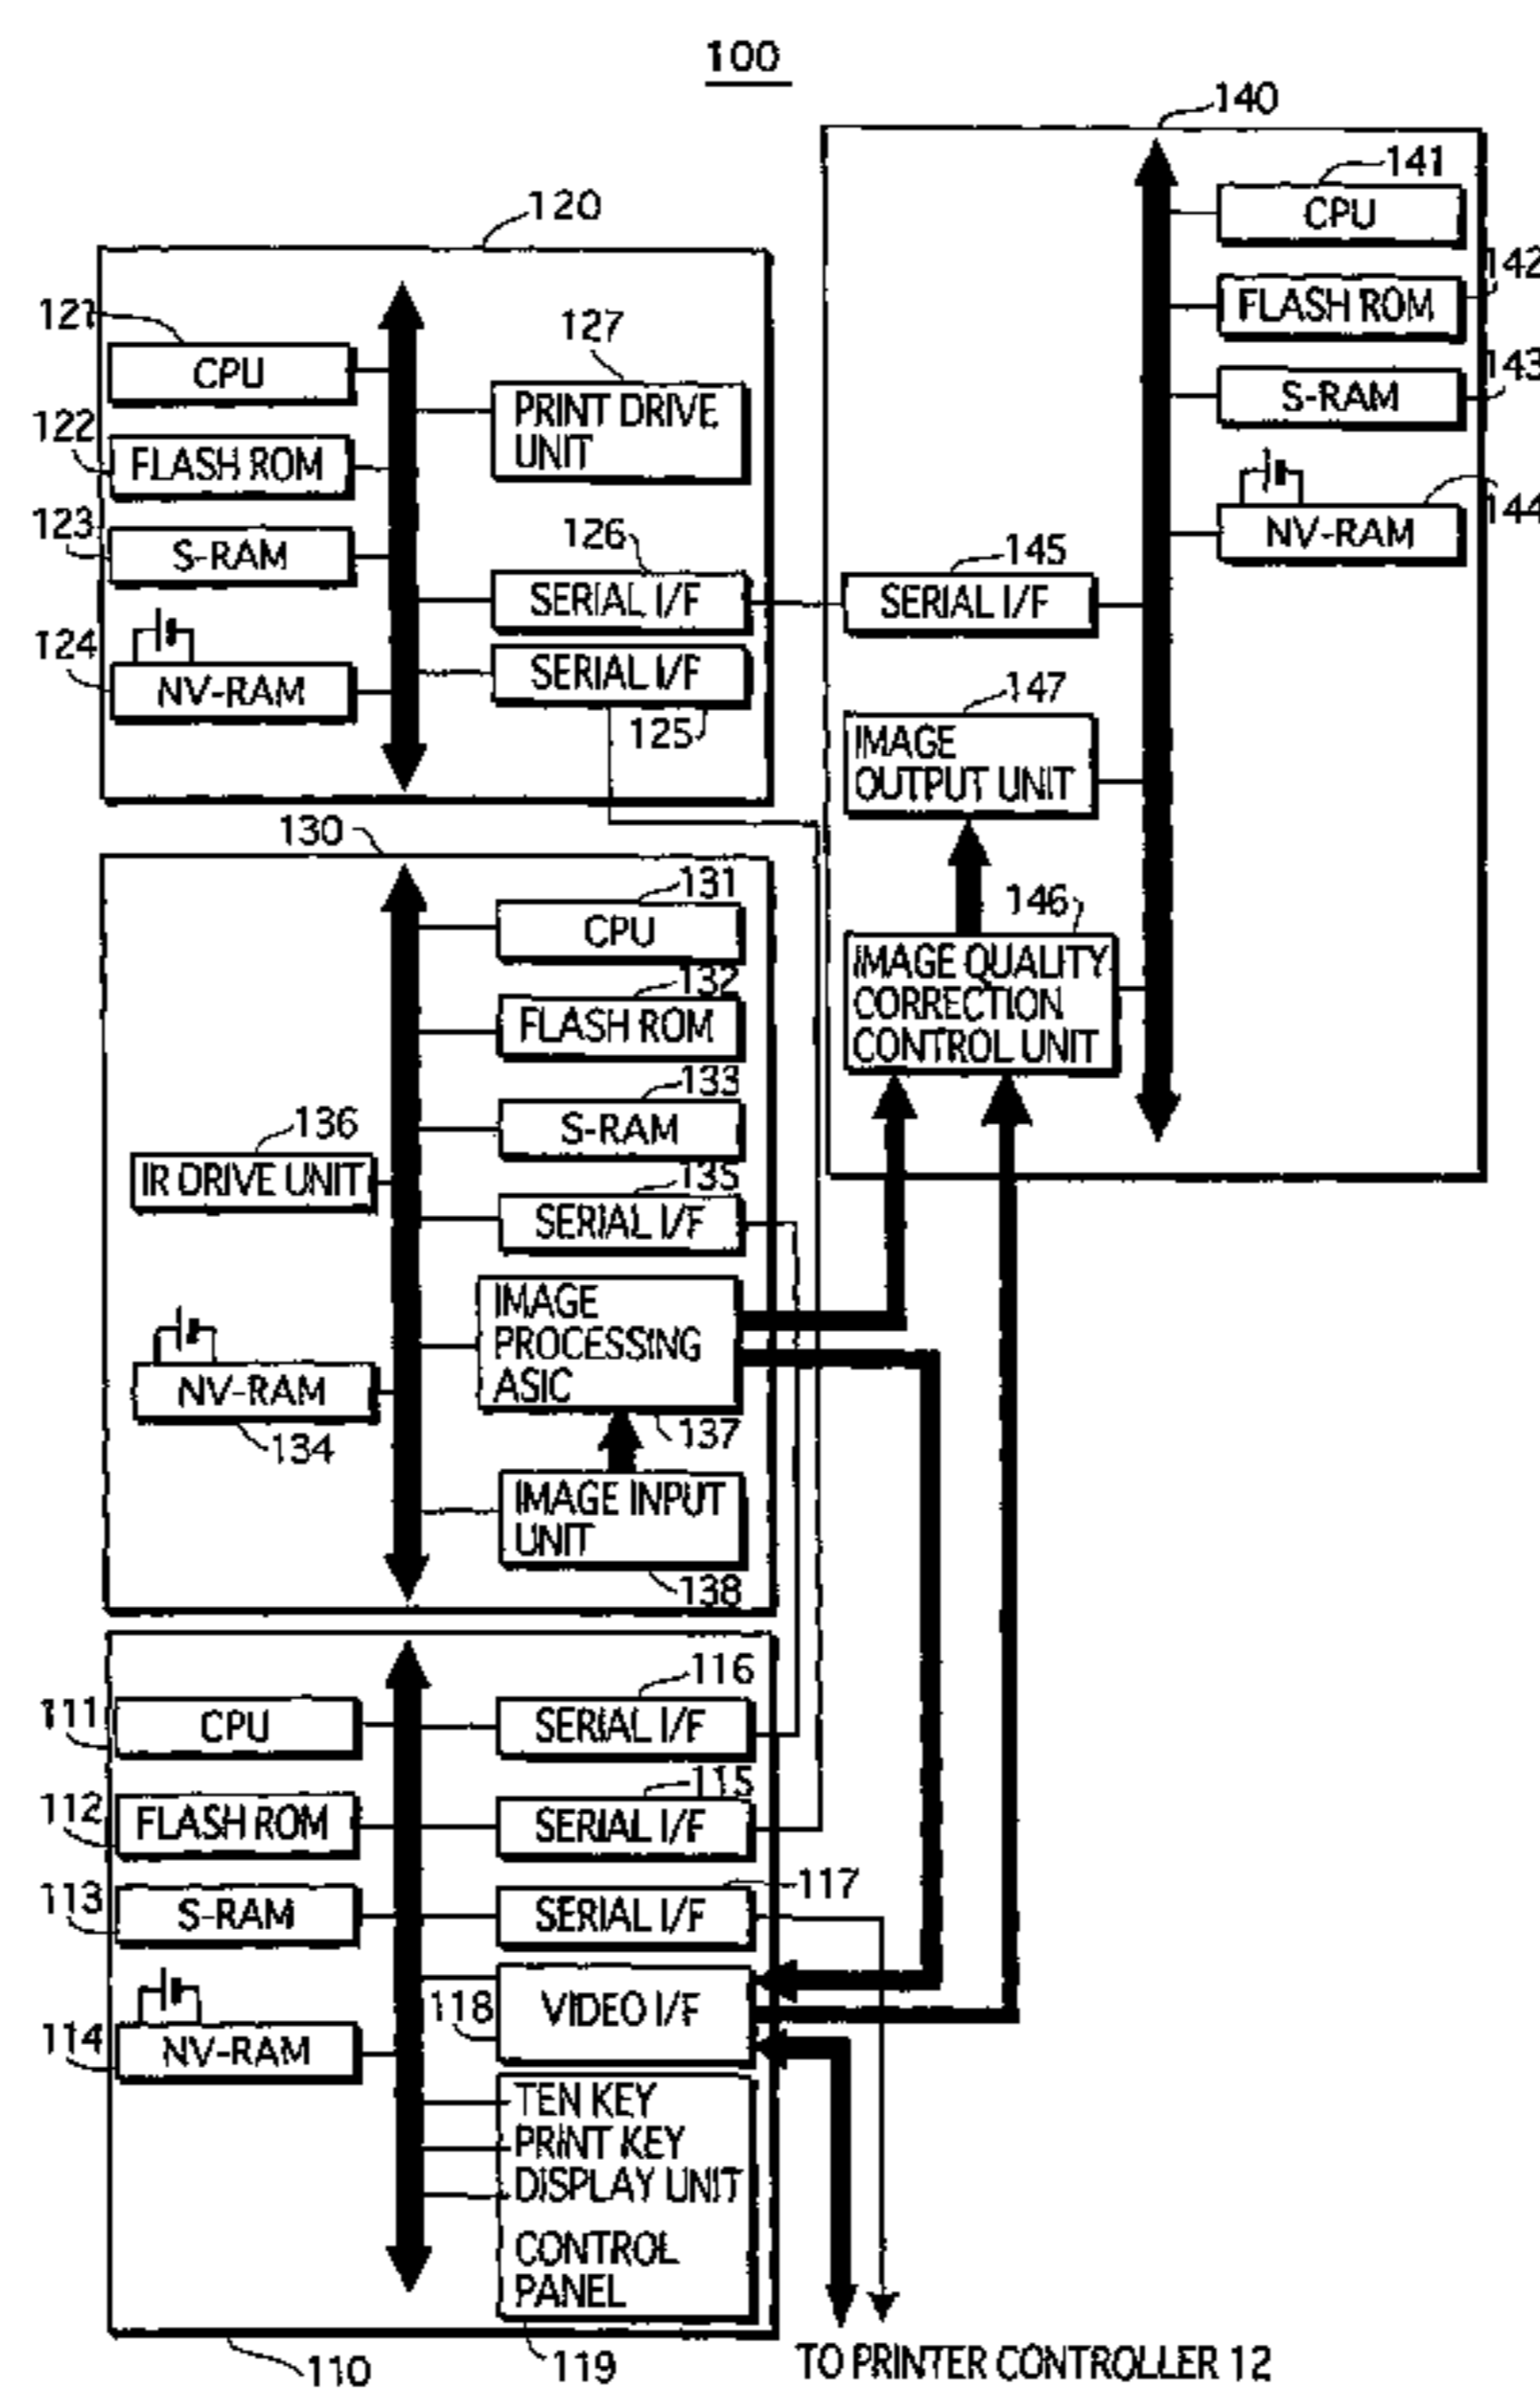 100
140
141
CPU
142
FLASH ROM
143
S-RAM
144
NV-RAM
145
SERIAL I/F
147
IMAGE
OUTPUT UNIT
146
IMAGE QUALITY
CORRECTION
CONTROL UNIT
120
121
CPU
122
FLASH ROM
123
S-RAM
124
NV-RAM
127
PRINT DRIVE
UNIT
126
SERIAL I/F
SERIAL I/F
125
130
131
CPU
132
FLASH ROM
133
S-RAM
136
IR DRIVE UNIT
135
SERIAL I/F
IMAGE
PROCESSING
ASIC
137
NV-RAM
134
IMAGE INPUT
UNIT
138
111
CPU
112
FLASH ROM
113
S-RAM
114
NV-RAM
116
SERIAL I/F
115
SERIAL I/F
117
SERIAL I/F
118
VIDEO I/F
TEN KEY
PRINT KEY
DISPLAY UNIT
CONTROL
PANEL
110
119
TO PRINTER CONTROLLER 12